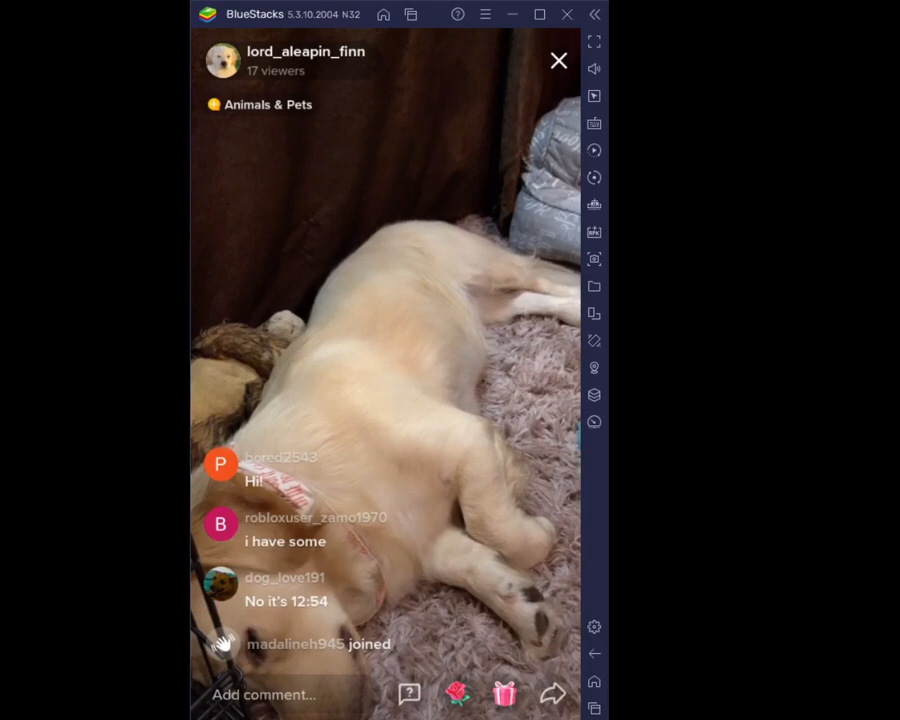 BlueStacks 5.3.10.2004 N32
lord_aleapin_finn
17 viewers
Animals & Pets
bored2543
P
Hi!
robloxuser_zamo1970
B
i have some
dog_love191
No it's 12:54
madalineh945 joined
Add comment...